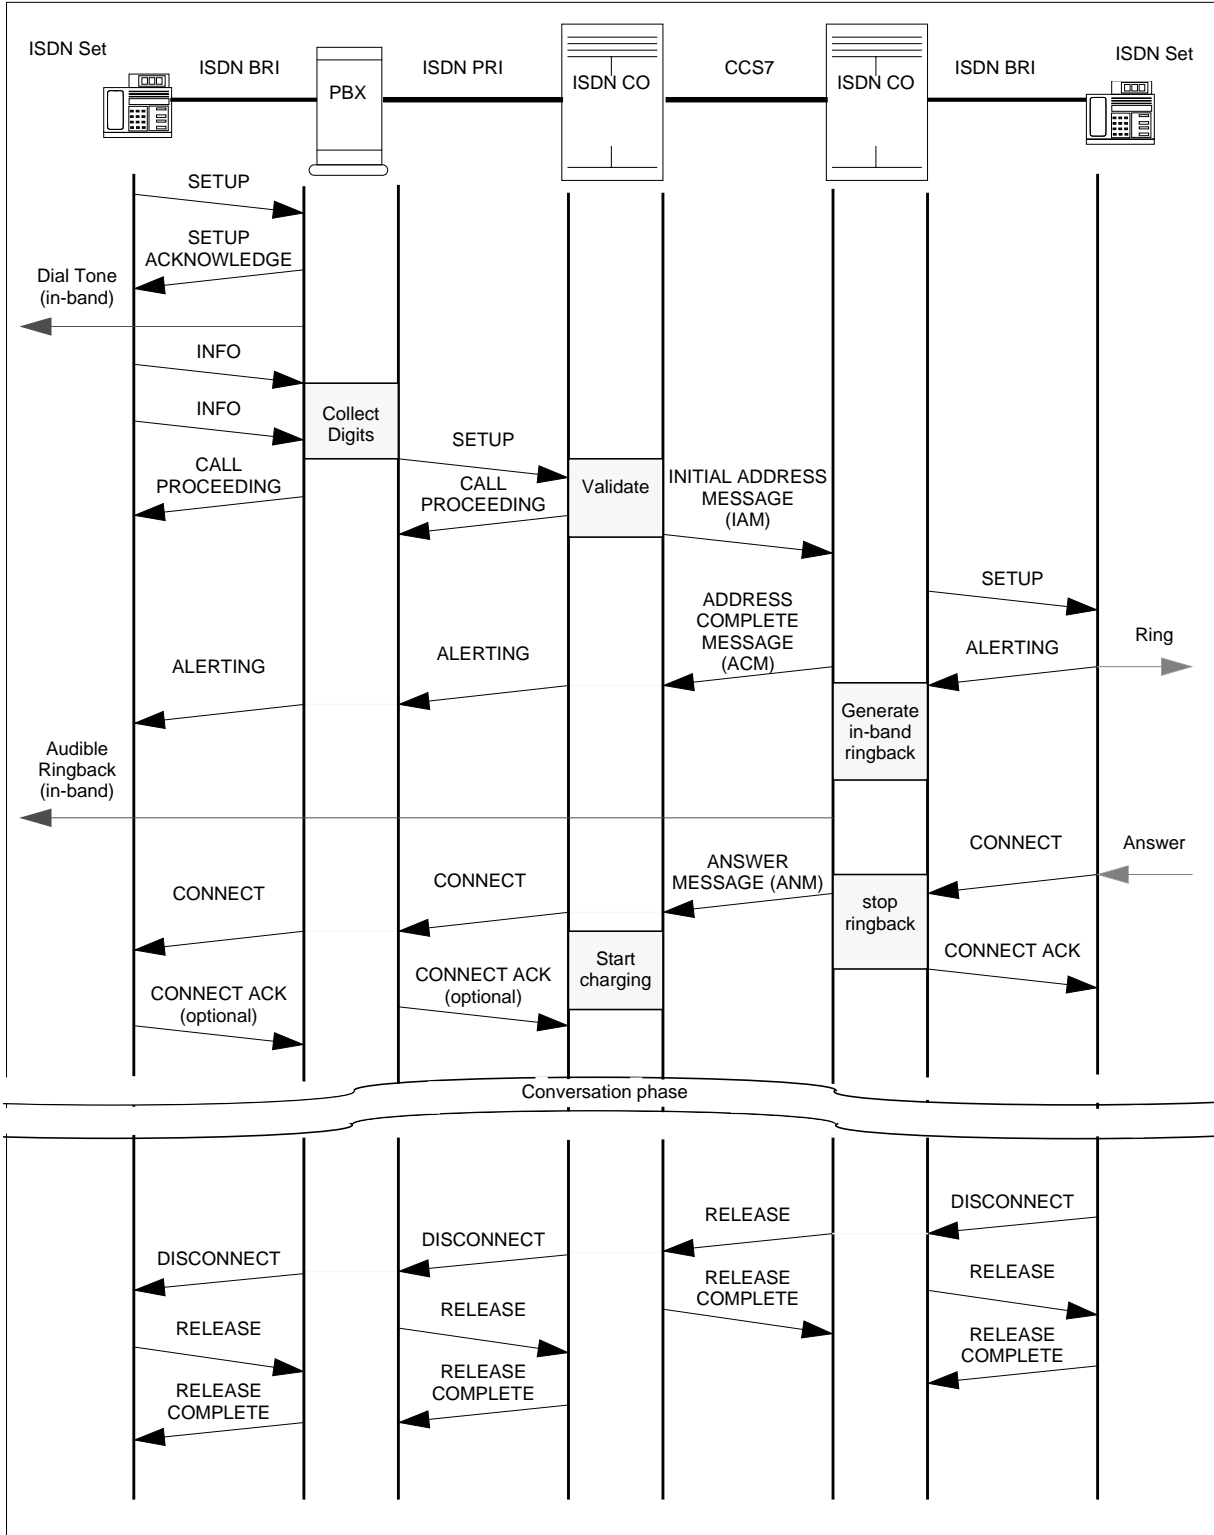 ISDN Set
ISDN BRI
ISDN PRI
CCS7
ISDN BRI
ISDN Set
PBX
ISDN CO
ISDN CO
SETUP
SETUP
ACKNOWLEDGE
Dial Tone
(in-band)
INFO
INFO
Collect
Digits
SETUP
CALL
PROCEEDING
CALL
PROCEEDING
Validate
INITIAL ADDRESS
MESSAGE
(IAM)
SETUP
ADDRESS
COMPLETE
MESSAGE
(ACM)
Ring
ALERTING
ALERTING
ALERTING
Generate
in-band
ringback
Audible
Ringback
(in-band)
CONNECT
Answer
ANSWER
MESSAGE (ANM)
CONNECT
CONNECT
stop
ringback
Start
charging
CONNECT ACK
CONNECT ACK
(optional)
CONNECT ACK
(optional)
Conversation phase
DISCONNECT
RELEASE
DISCONNECT
DISCONNECT
RELEASE
RELEASE
COMPLETE
RELEASE
RELEASE
RELEASE
COMPLETE
RELEASE
COMPLETE
RELEASE
COMPLETE